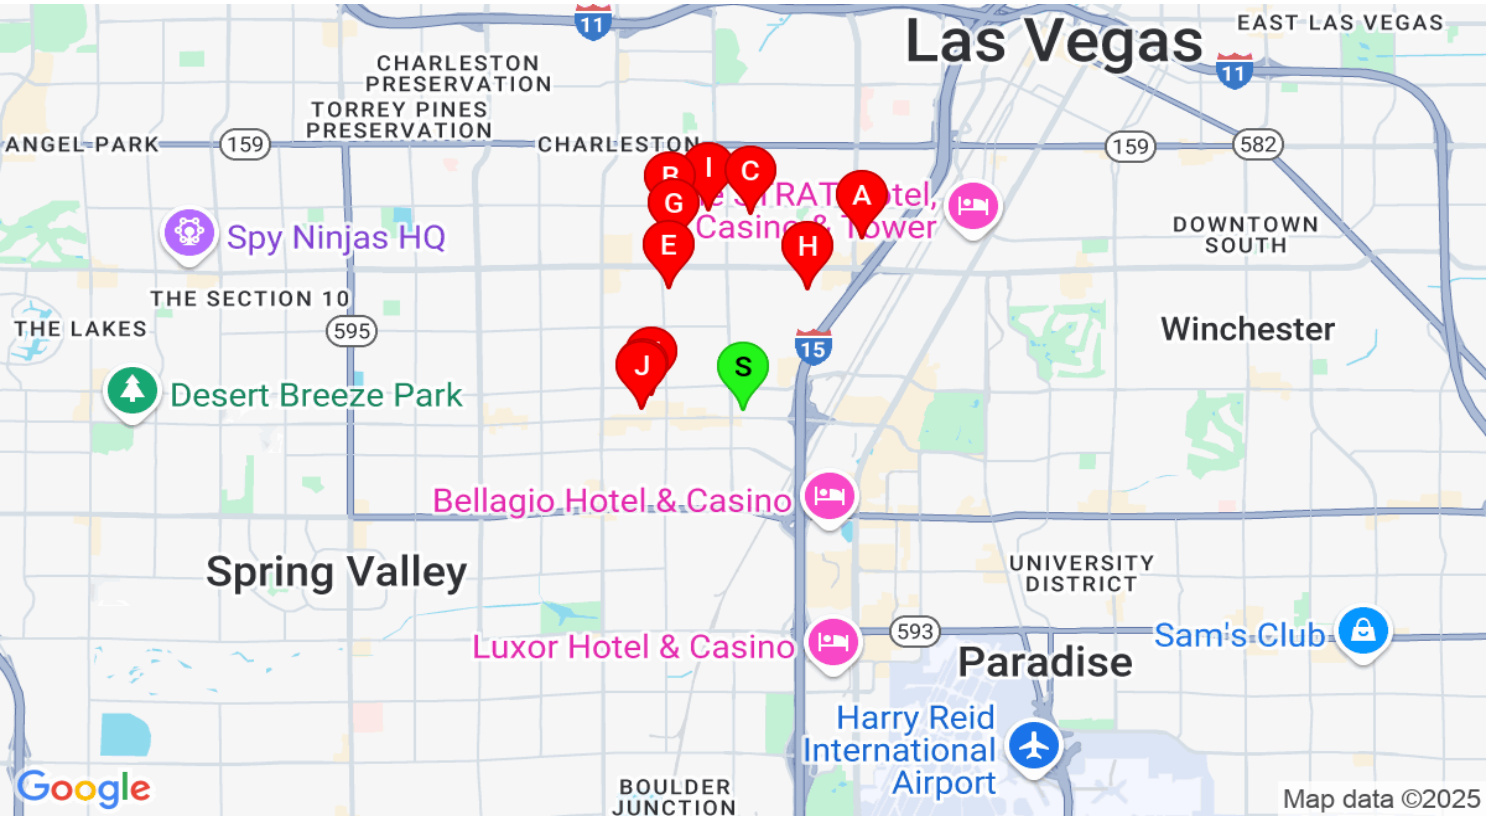 EAST LAS VEGAS
11
Las Vegas
11
CHARLESTON
PRESERVATION
TORREY PINES
PRESERVATION
ANGEL PARK
159
CHARLESTON
159
582
B
I
C
G
A
STRAT
Casino & Tower
E
H
Spy Ninjas HQ
DOWNTOWN
SOUTH
THE SECTION 10
THE LAKES
595
Winchester
15
J
S
Desert Breeze Park
Bellagio Hotel & Casino
Spring Valley
UNIVERSITY
DISTRICT
593
Luxor Hotel & Casino
Paradise
Sam's Club
Harry Reid
International
Airport
BOULDER
JUNCTION
Google
Map data ©2025